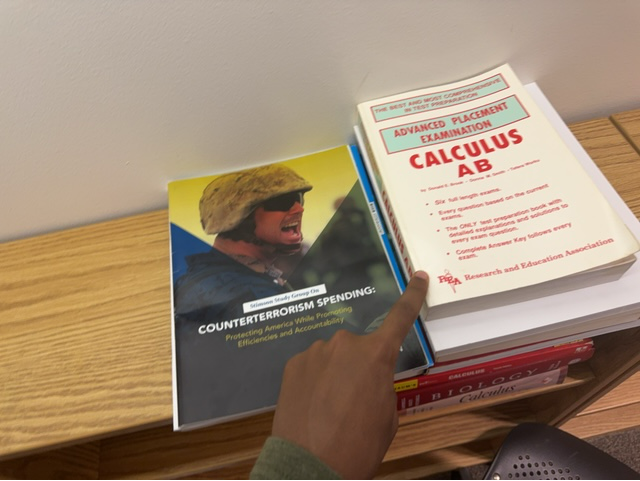 Stimson Study Group On
COUNTERTERRORISM SPENDING:
Protecting America While Promoting
Efficiencies and Accountability
THE BEST AND MOST COMPREHENSIVE
IN TEST PREPARATION
ADVANCED PLACEMENT
EXAMINATION
CALCULUS
AB
• Six full length exams.
• Every question based on the current
exams.
• The ONLY test preparation book with
detailed explanations and solutions to
every exam question.
• Complete Answer Key follows every
exam.
REA Research and Education Association
CALCULUS
BIOLOGY
Calculus